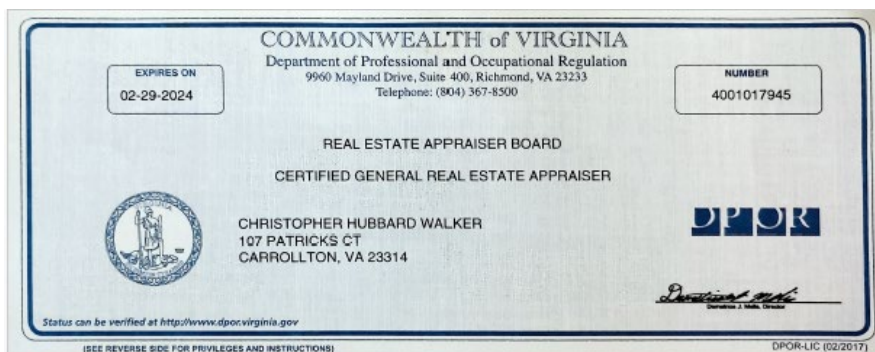 COMMONWEALTH of VIRGINIA
Department of Professional and Occupational Regulation
9960 Mayland Drive, Suite 400, Richmond, VA 23233
Telephone: (804) 367-8500
EXPIRES ON
02-29-2024
NUMBER
4001017945
REAL ESTATE APPRAISER BOARD
CERTIFIED GENERAL REAL ESTATE APPRAISER
CHRISTOPHER HUBBARD WALKER
107 PATRICKS CT
CARROLLTON, VA 23314
DPOR
Demetrios J. Melis, Director
Status can be verified at http://www.dpor.virginia.gov
(SEE REVERSE SIDE FOR PRIVILEGES AND INSTRUCTIONS)
DPOR-LIC (02/2017)